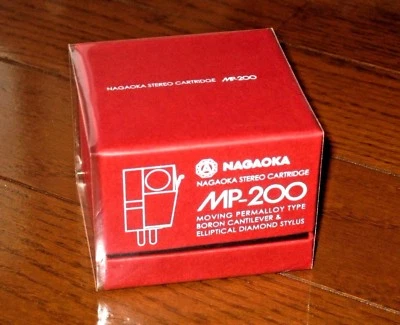 NAGAOKA STEREO CARTRIDGE MP-200
NAGAOKA
NAGAOKA STEREO CARTRIDGE
MP-200
MOVING PERMALLOY TYPE
BORON CANTILEVER &
ELLIPTICAL DIAMOND STYLUS